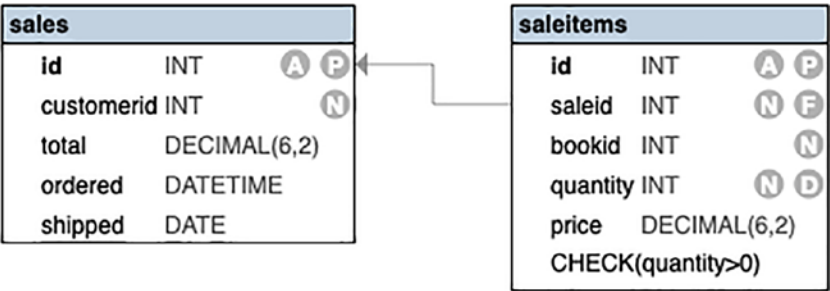 sales
id INT A P
customerid INT N
total DECIMAL(6,2)
ordered DATETIME
shipped DATE
saleitems
id INT A P
saleid INT N F
bookid INT N
quantity INT N D
price DECIMAL(6,2)
CHECK(quantity>0)